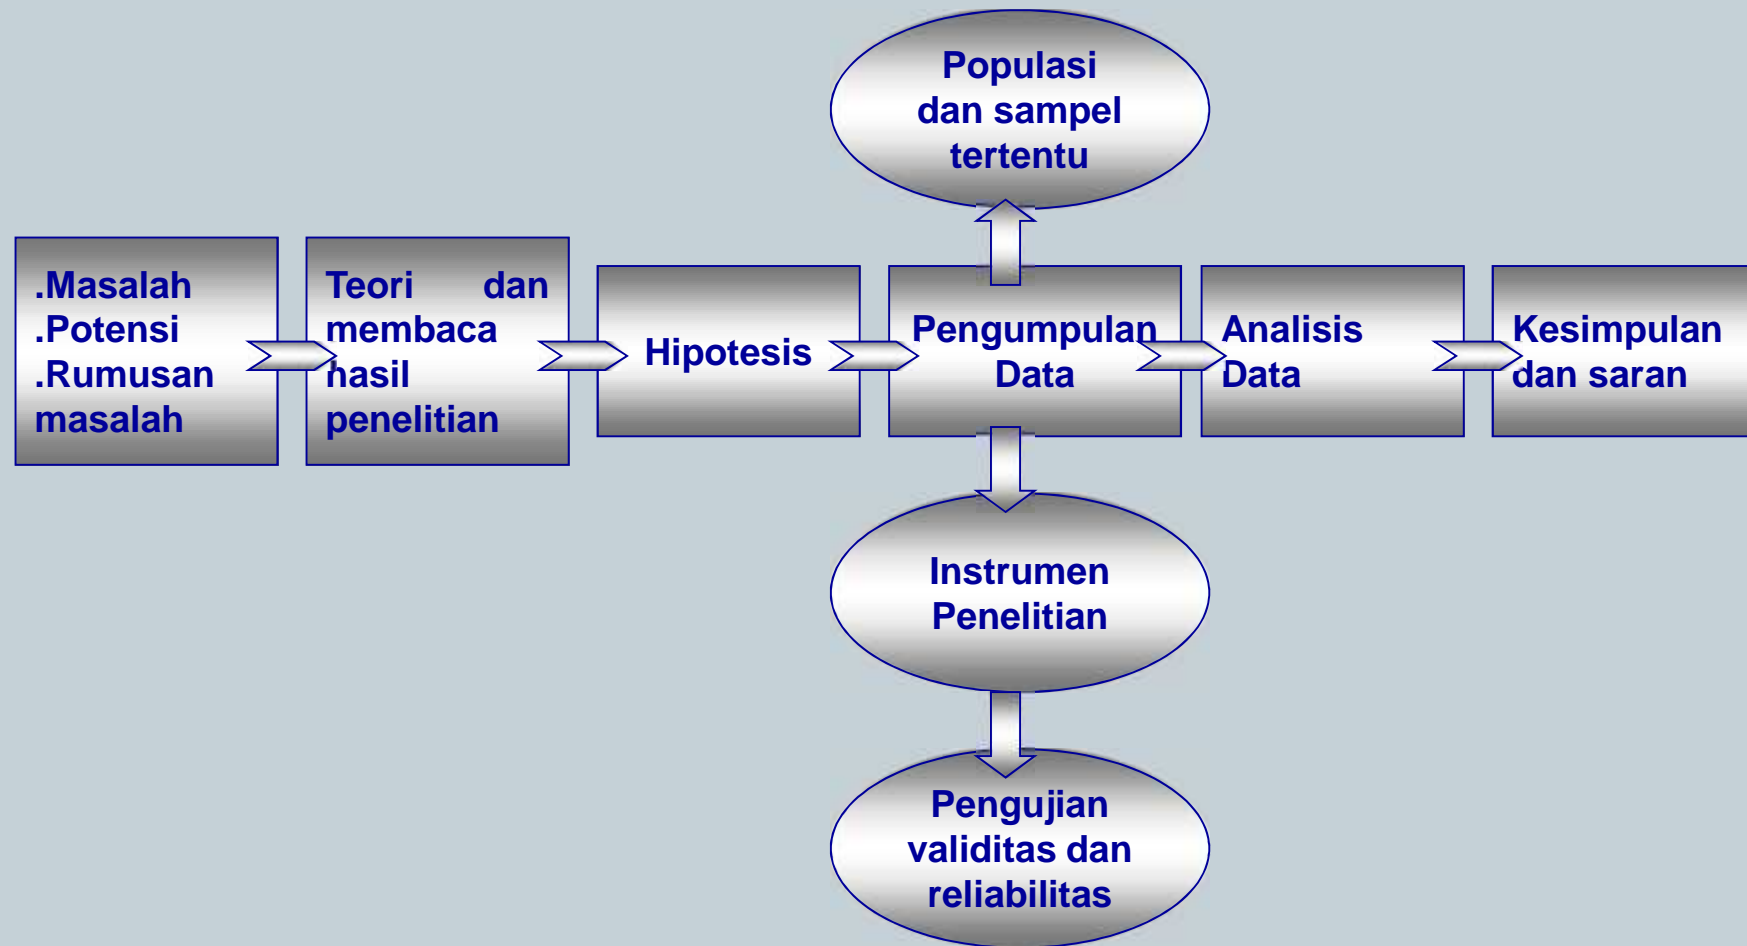 Populasi
dan sampel
tertentu
.Masalah
.Potensi
.Rumusan
masalah
Teori dan
membaca
hasil
penelitian
Hipotesis
Pengumpulan
Data
Analisis
Data
Kesimpulan
dan saran
Instrumen
Penelitian
Pengujian
validitas dan
reliabilitas